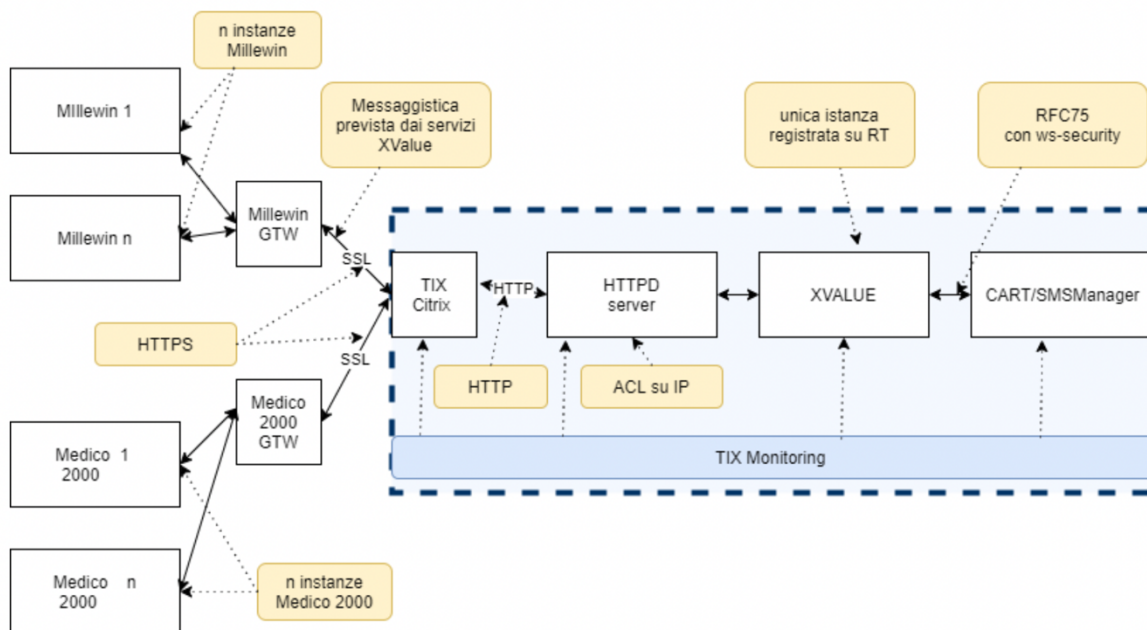 n instanze
Millewin
MIllewin 1
Messaggistica
prevista dai servizi
XValue
unica istanza
registrata su RT
RFC75
con ws-security
Millewin n
Millewin
GTW
SSL
TIX
Citrix
HTTP
HTTPD
server
XVALUE
CART/SMSManager
HTTPS
SSL
HTTP
ACL su IP
Medico
2000
GTW
Medico 1
2000
TIX Monitoring
Medico n
2000
n instanze
Medico 2000